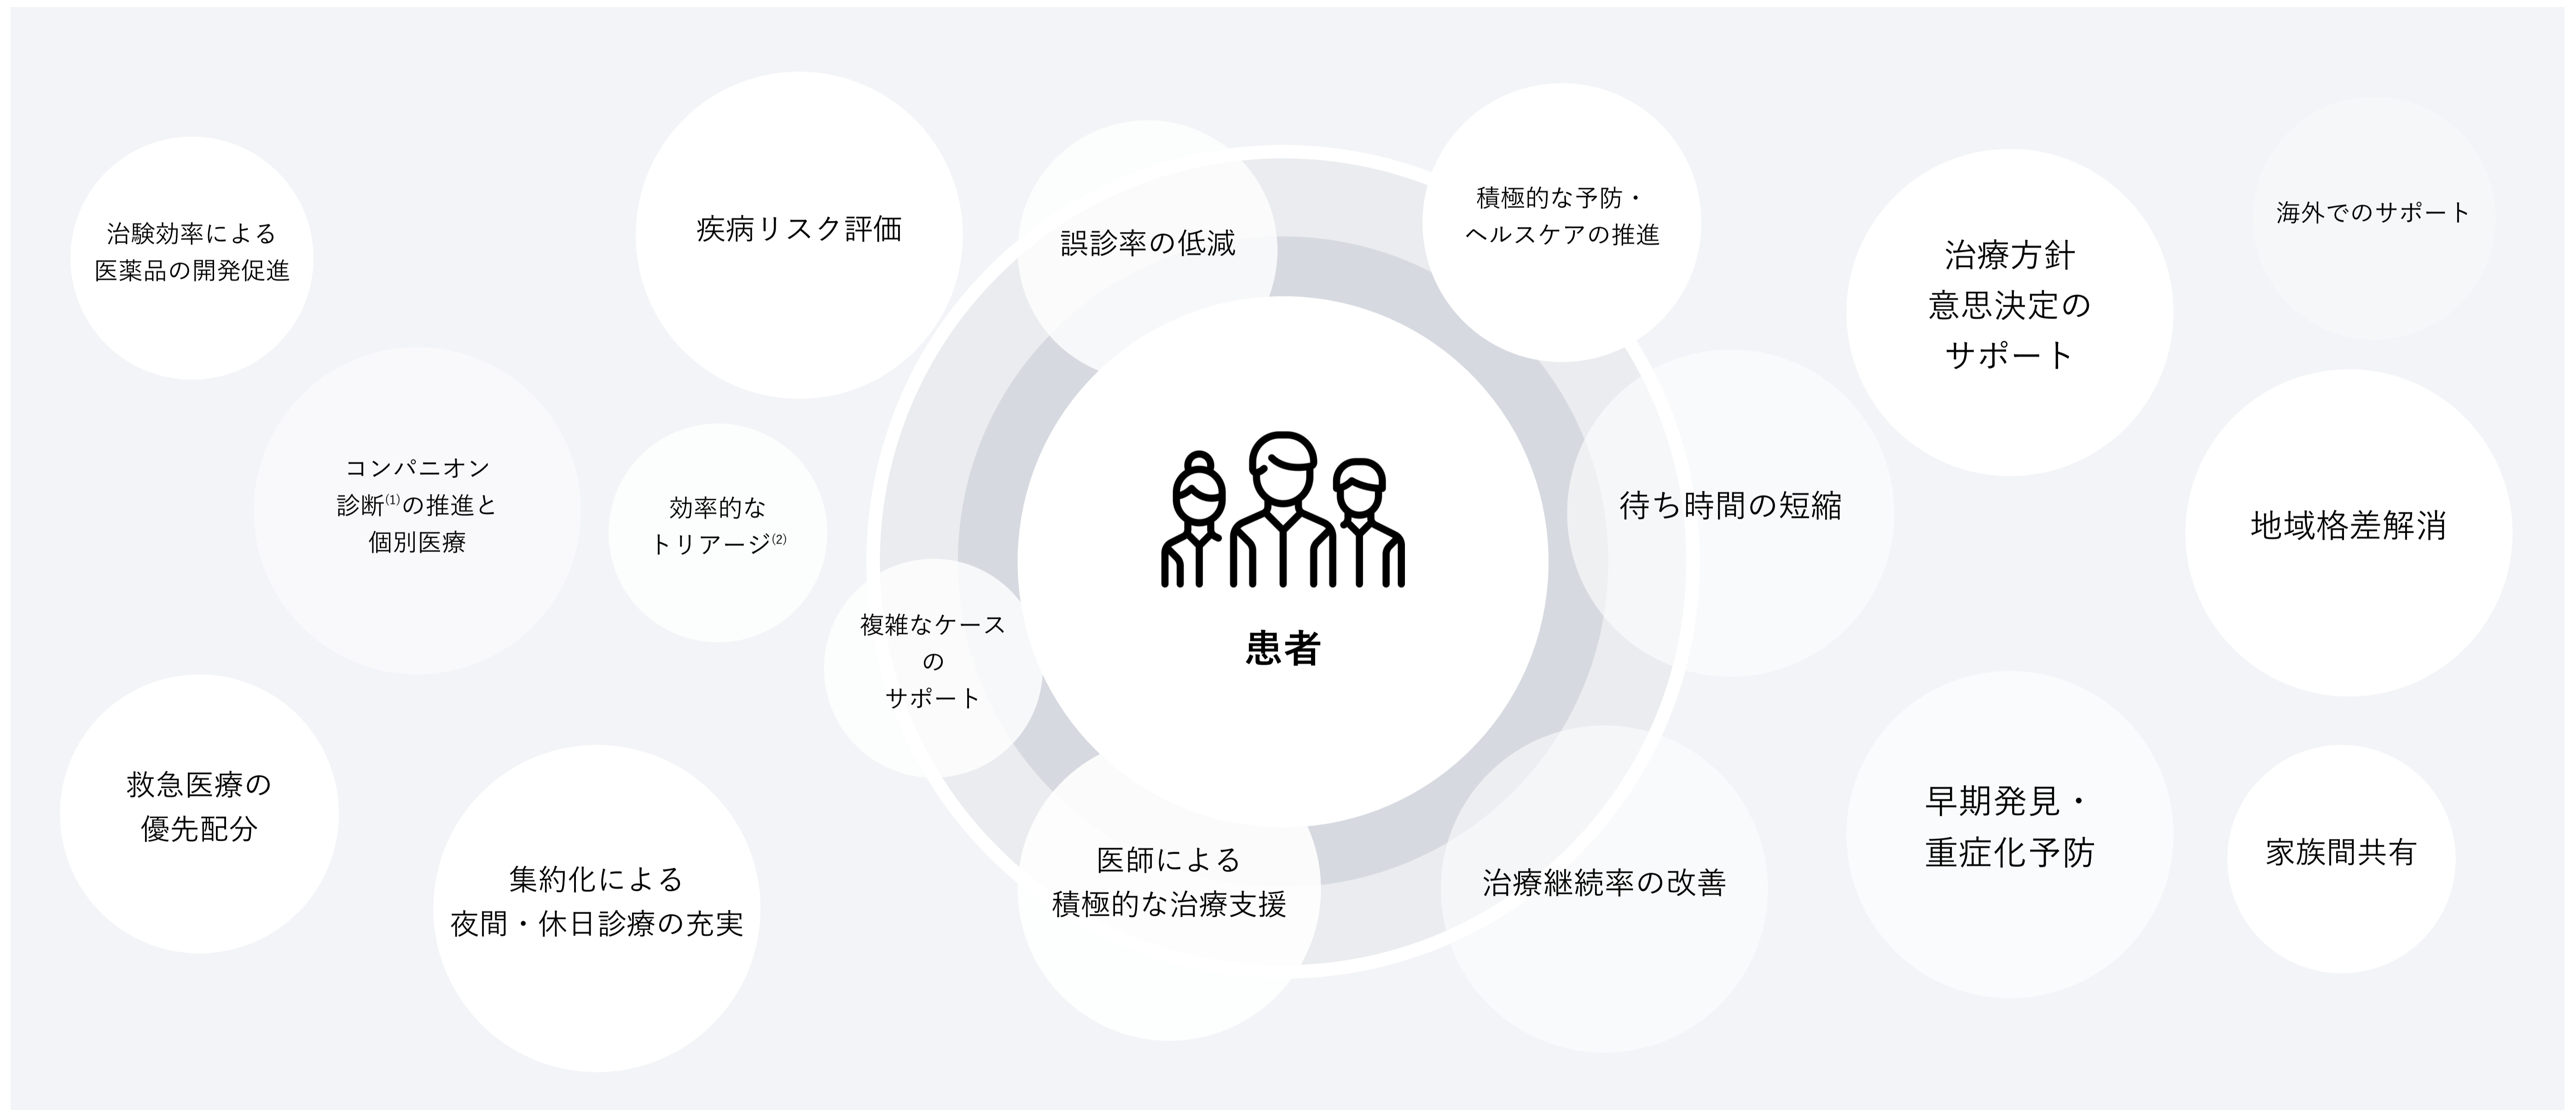 治験効率による
医薬品の開発促進
疾病リスク評価
誤診率の低減
積極的な予防・
ヘルスケアの推進
治療方針
意思決定の
サポート
海外でのサポート
コンパニオン
診断(1)の推進と
個別医療
効率的な
トリアージ(2)
複雑なケース
の
サポート
患者
待ち時間の短縮
地域格差解消
救急医療の
優先配分
集約化による
夜間・休日診療の充実
医師による
積極的な治療支援
治療継続率の改善
早期発見・
重症化予防
家族間共有